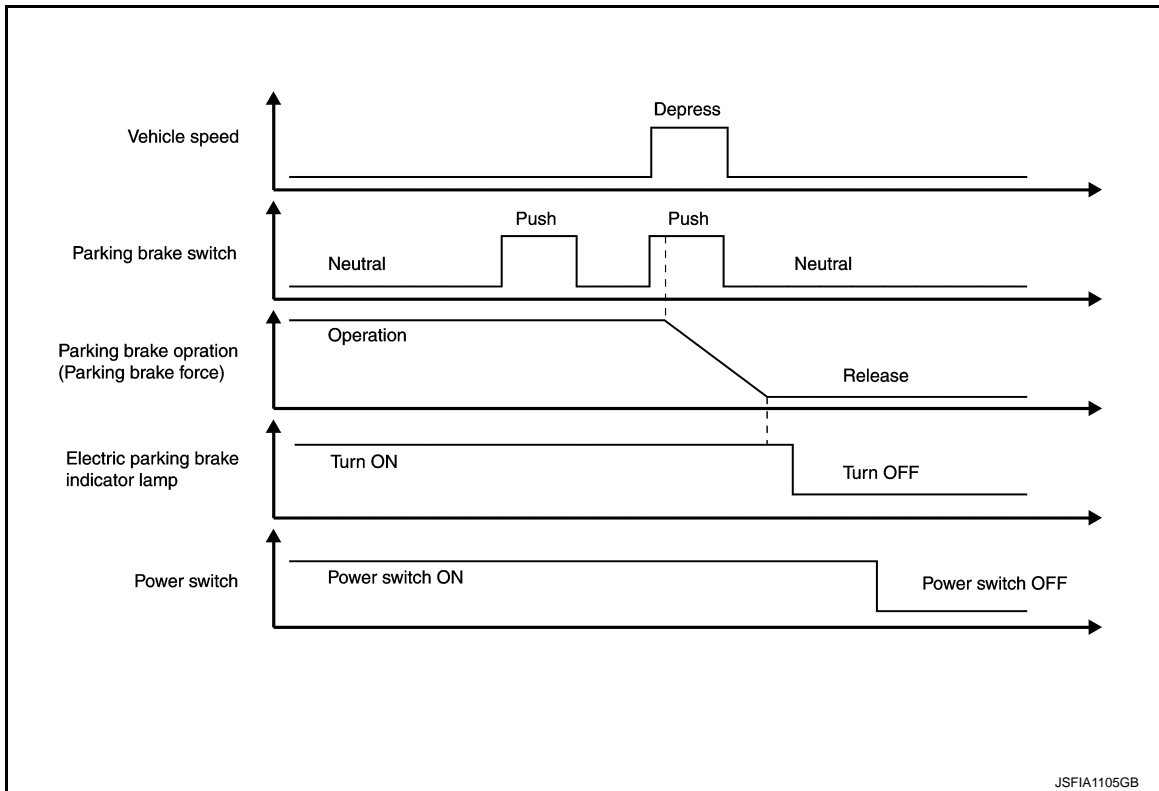 Depress
Vehicle speed
Push
Push
Parking brake switch
Neutral
Neutral
Operation
Parking brake opration
(Parking brake force)
Release
Electric parking brake
indicator lamp
Turn ON
Turn OFF
Power switch
Power switch ON
Power switch OFF
JSFIA1105GB